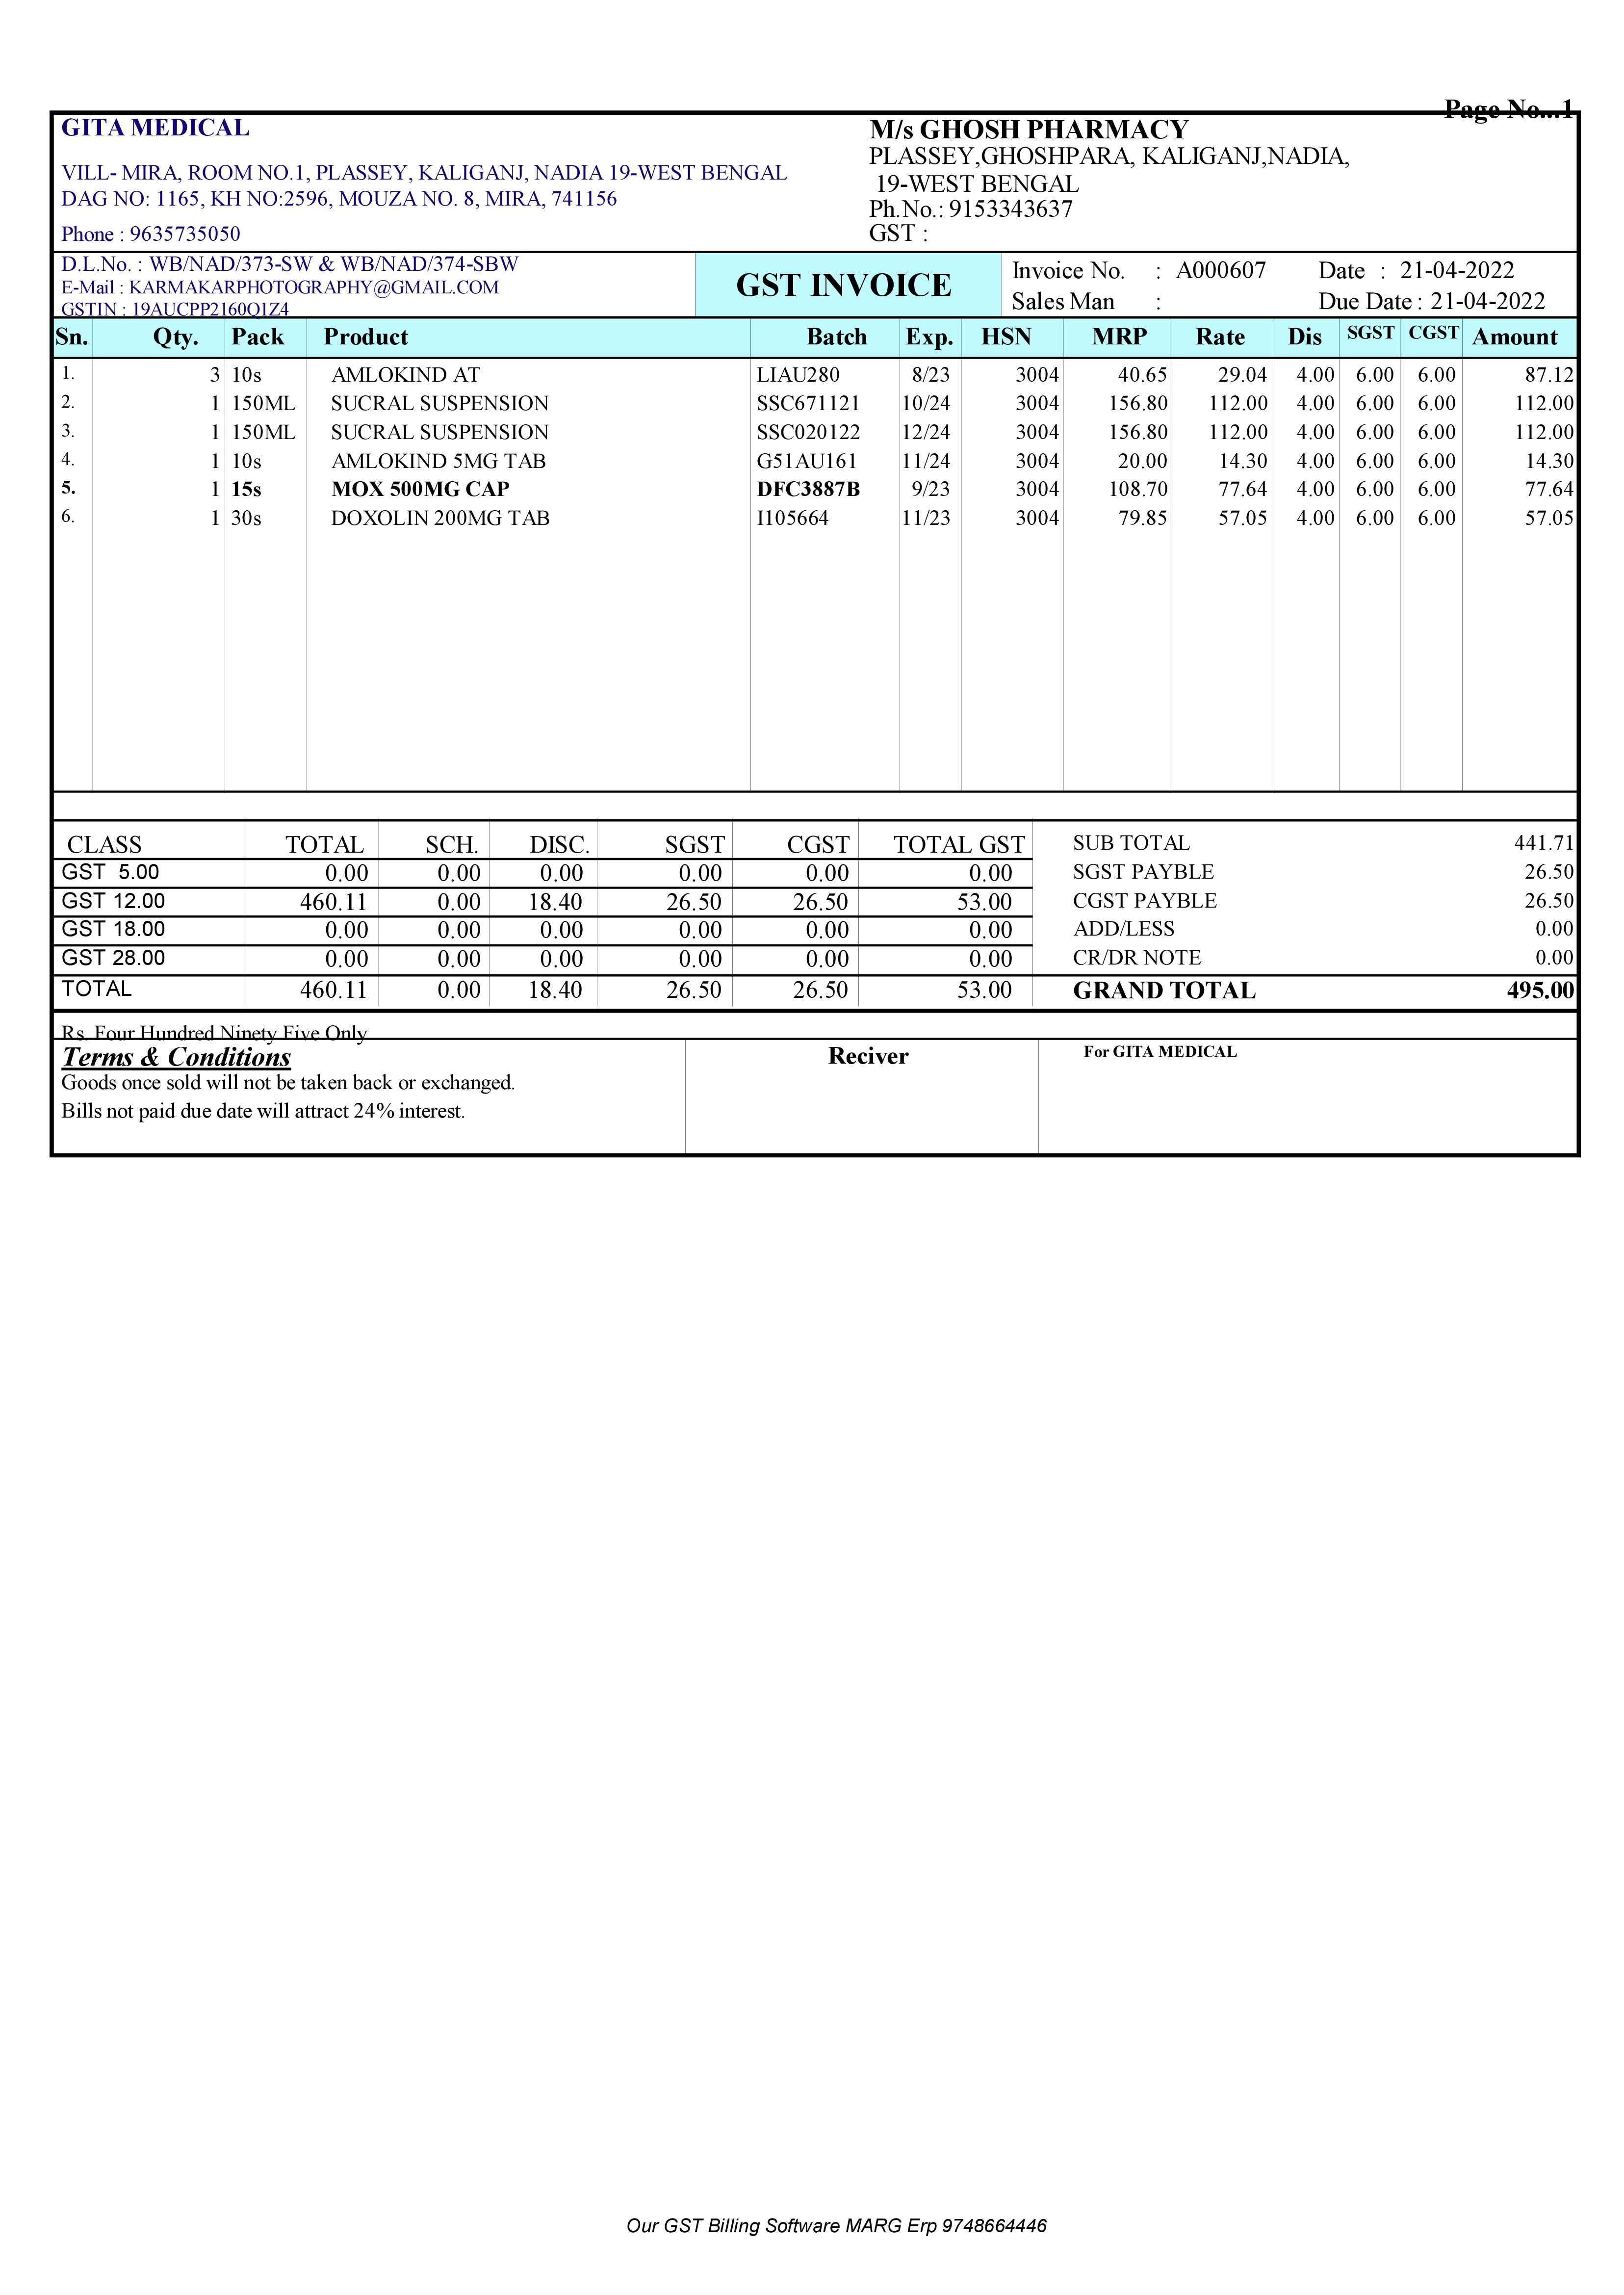 Page No...1
GITA MEDICAL
VILL- MIRA, ROOM NO.1, PLASSEY, KALIGANJ, NADIA 19-WEST BENGAL
DAG NO: 1165, KH NO:2596, MOUZA NO. 8, MIRA, 741156
Phone : 9635735050
M/s GHOSH PHARMACY
PLASSEY,GHOSHPARA, KALIGANJ,NADIA,
19-WEST BENGAL
Ph.No.: 9153343637
GST :
D.L.No. : WB/NAD/373-SW & WB/NAD/374-SBW
E-Mail : KARMAKARPHOTOGRAPHY@GMAIL.COM
GSTIN : 19AUCPP2160Q1Z4
GST INVOICE
Invoice No. : A000607 Date : 21-04-2022
Sales Man : Due Date : 21-04-2022
Sn. Qty. Pack Product Batch Exp. HSN MRP Rate Dis SGST CGST Amount
1. 3 10s AMLOKIND AT LIAU280 8/23 3004 40.65 29.04 4.00 6.00 6.00 87.12
2. 1 150ML SUCRAL SUSPENSION SSC671121 10/24 3004 156.80 112.00 4.00 6.00 6.00 112.00
3. 1 150ML SUCRAL SUSPENSION SSC020122 12/24 3004 156.80 112.00 4.00 6.00 6.00 112.00
4. 1 10s AMLOKIND 5MG TAB G51AU161 11/24 3004 20.00 14.30 4.00 6.00 6.00 14.30
5. 1 15s MOX 500MG CAP DFC3887B 9/23 3004 108.70 77.64 4.00 6.00 6.00 77.64
6. 1 30s DOXOLIN 200MG TAB I105664 11/23 3004 79.85 57.05 4.00 6.00 6.00 57.05
CLASS TOTAL SCH. DISC. SGST CGST TOTAL GST
GST 5.00 0.00 0.00 0.00 0.00 0.00 0.00
GST 12.00 460.11 0.00 18.40 26.50 26.50 53.00
GST 18.00 0.00 0.00 0.00 0.00 0.00 0.00
GST 28.00 0.00 0.00 0.00 0.00 0.00 0.00
TOTAL 460.11 0.00 18.40 26.50 26.50 53.00
SUB TOTAL 441.71
SGST PAYBLE 26.50
CGST PAYBLE 26.50
ADD/LESS 0.00
CR/DR NOTE 0.00
GRAND TOTAL 495.00
Rs. Four Hundred Ninety Five Only
Terms & Conditions
Goods once sold will not be taken back or exchanged.
Bills not paid due date will attract 24% interest.
Reciver
For GITA MEDICAL
Our GST Billing Software MARG Erp 9748664446